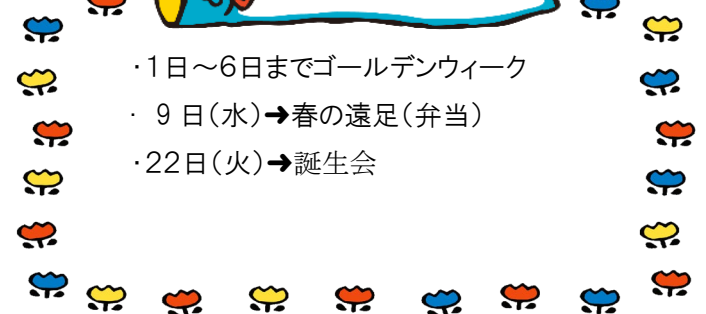 ・1日～6日までゴールデンウィーク
・ 9日(水)➜春の遠足(弁当)
・22日(火)➜誕生会